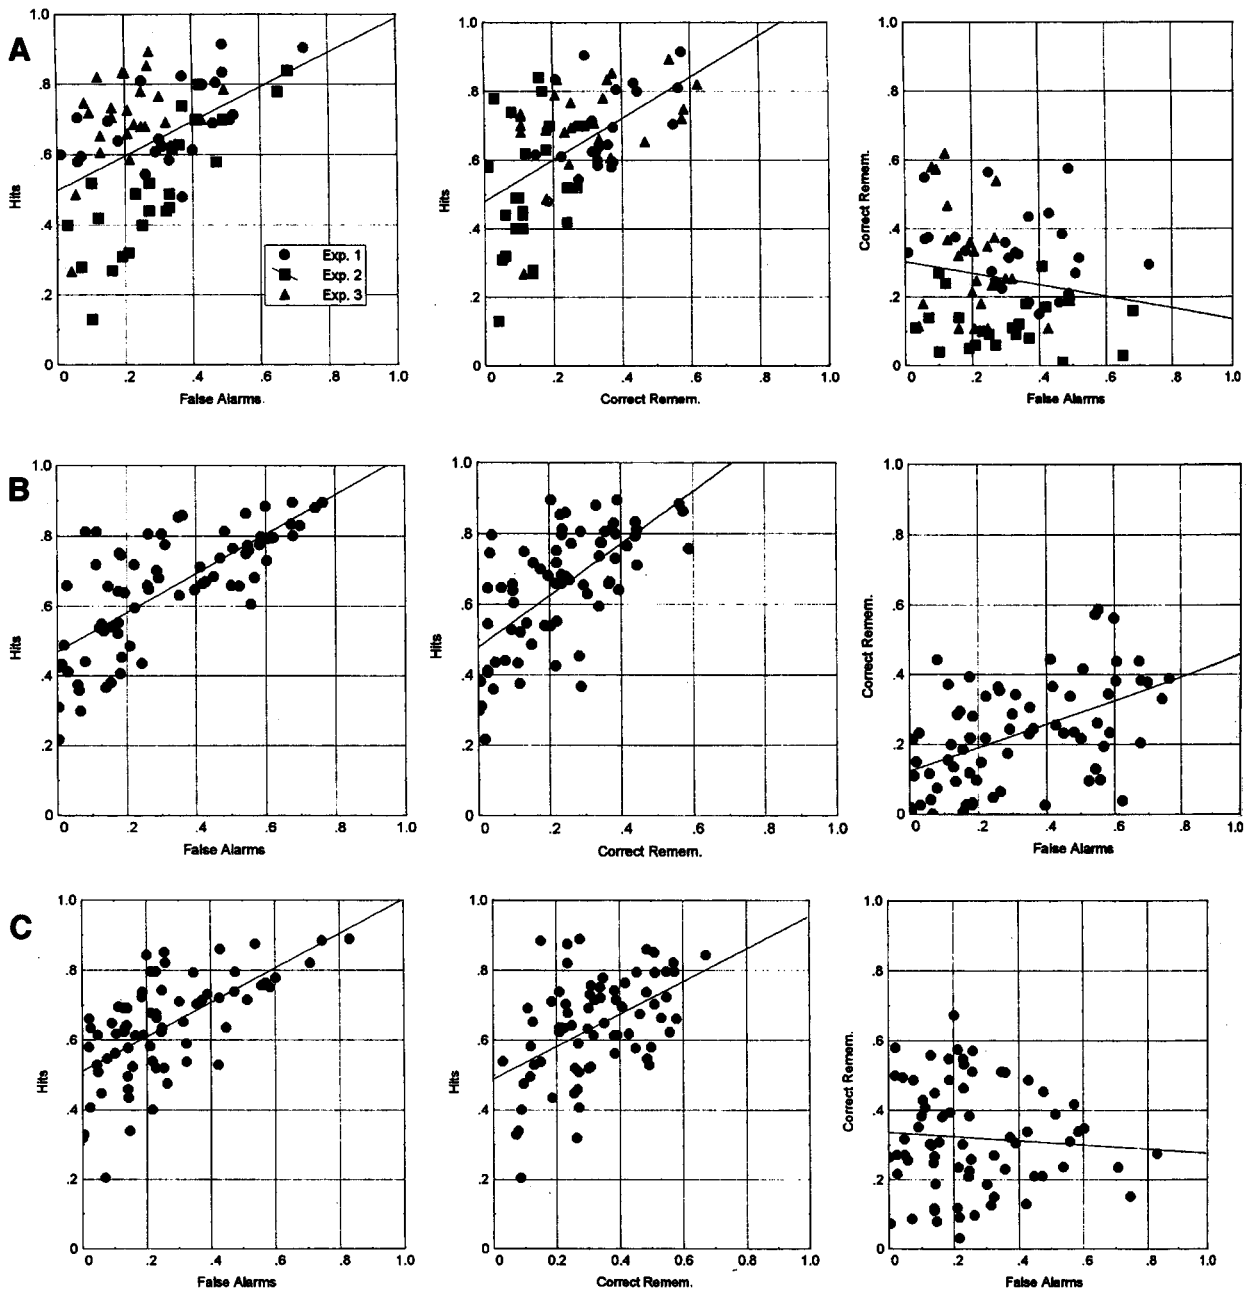 A
1.0 .8 .6 .4 .2 0
Hits
0 .2 .4 .6 .8 1.0
False Alarms.
Exp. 1
Exp. 2
Exp. 3
1.0 .8 .6 .4 .2 0
Hits
0 .2 .4 .6 .8 1.0
Correct Remem.
1.0 .8 .6 .4 .2 0
Correct Remem.
0 .2 .4 .6 .8 1.0
False Alarms
B
1.0 .8 .6 .4 .2 0
Hits
0 .2 .4 .6 .8 1.0
False Alarms
1.0 .8 .6 .4 .2 0
Hits
0 .2 .4 .6 .8 1.0
Correct Remem.
1.0 .8 .6 .4 .2 0
Correct Remem.
0 .2 .4 .6 .8 1.0
False Alarms
C
1.0 .8 .6 .4 .2 0
Hits
0 .2 .4 .6 .8 1.0
False Alarms
1.0 .8 .6 .4 .2 0
Hits
0 .2 .4 .6 .8 1.0
Correct Remem.
1.0 .8 .6 .4 .2 0
Correct Remem.
0 .2 .4 .6 .8 1.0
False Alarms